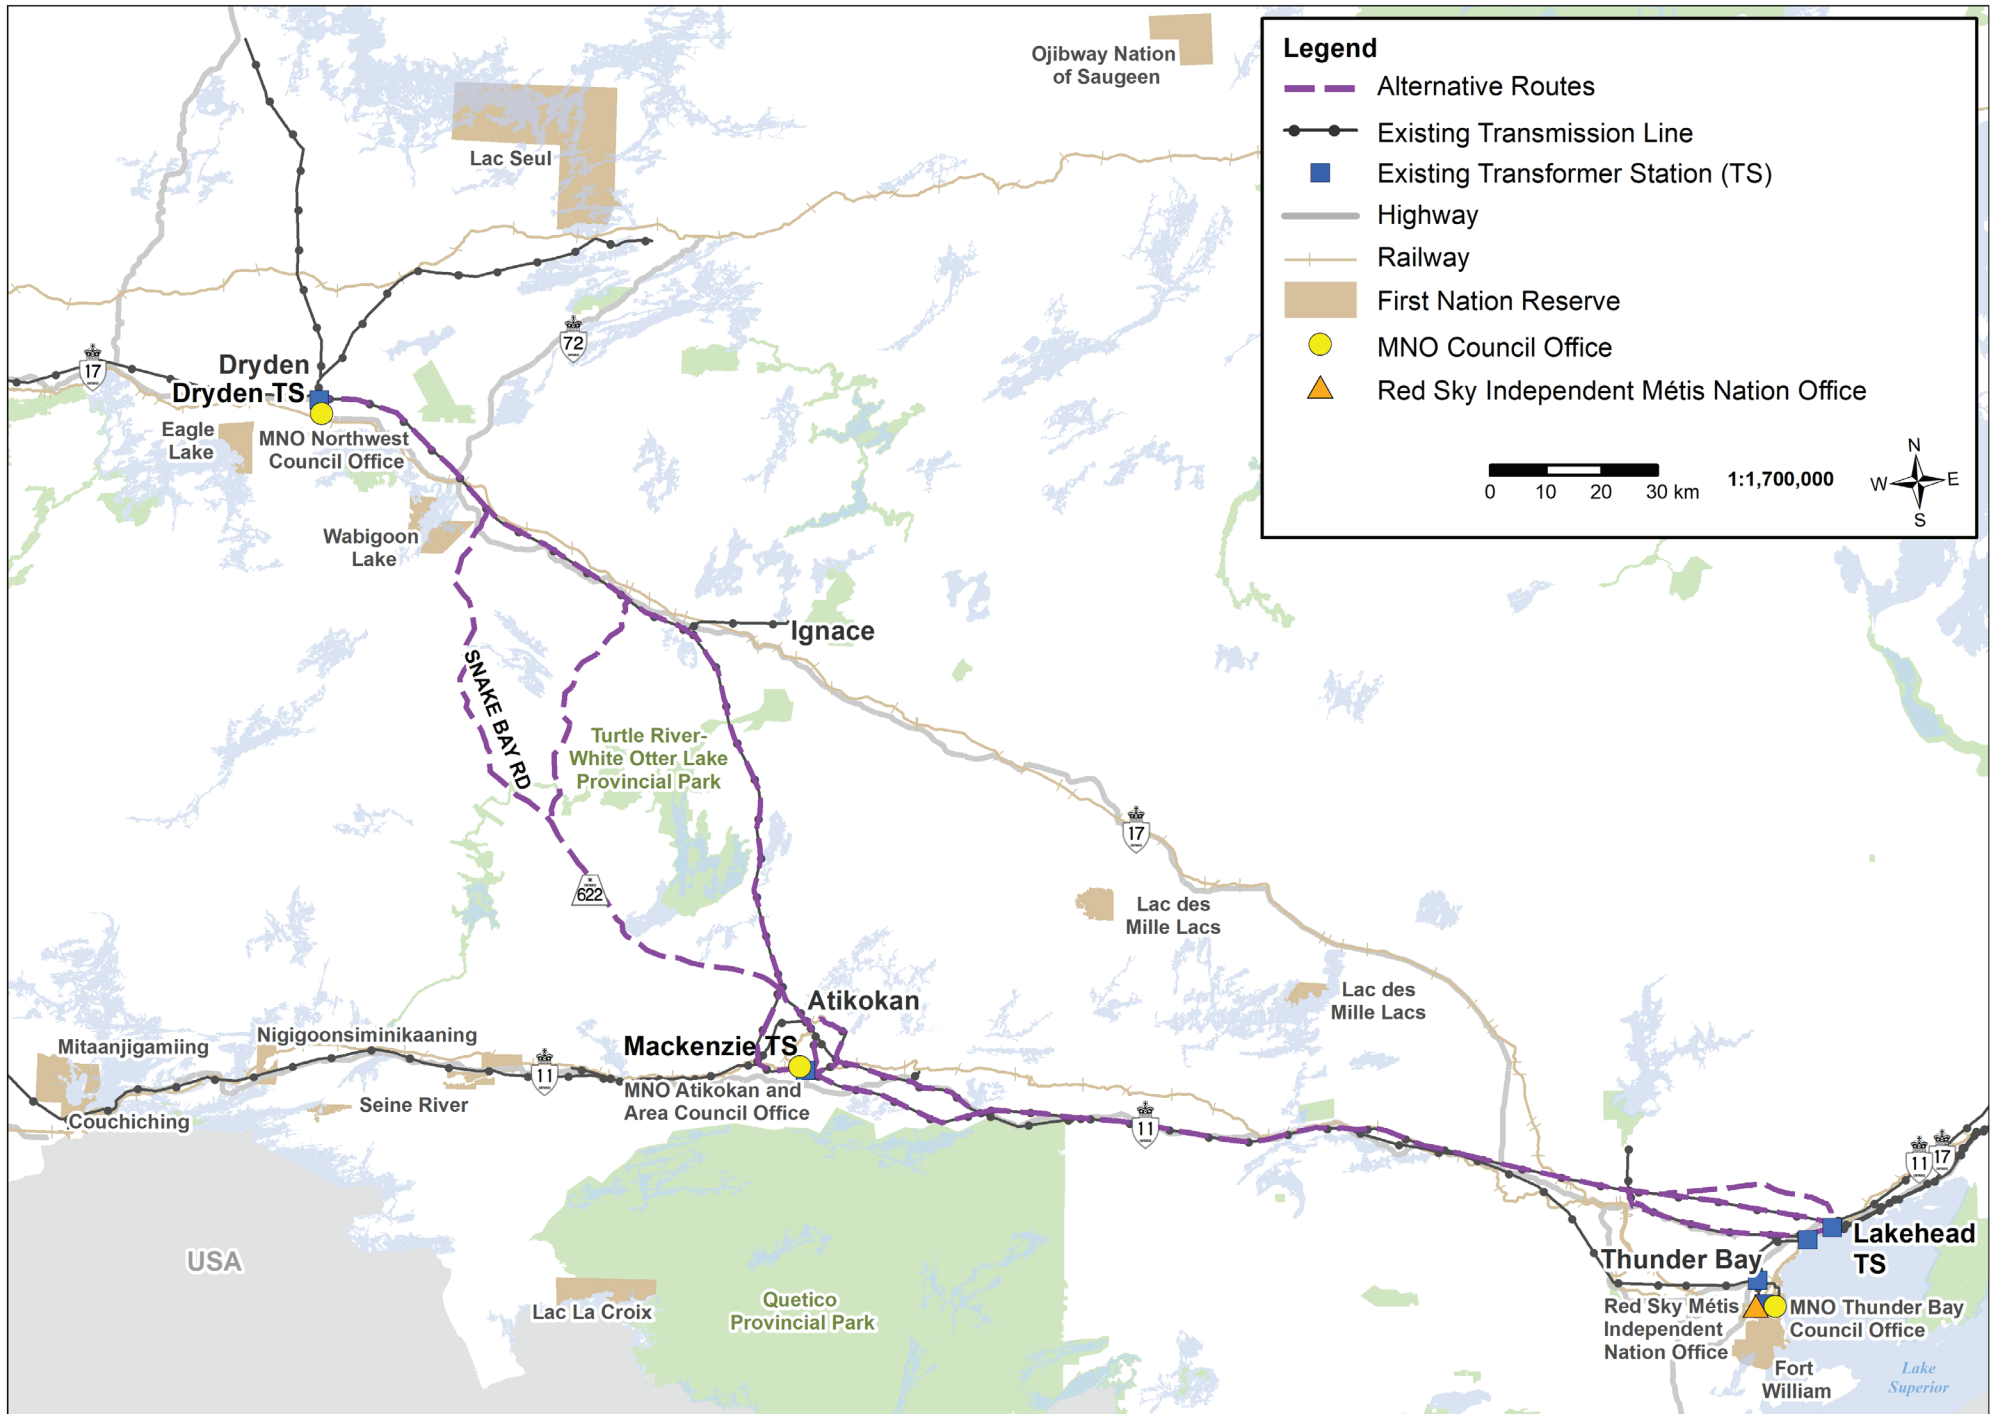 Ojibway Nation
of Saugeen
Legend
Alternative Routes
Existing Transmission Line
Existing Transformer Station (TS)
Highway
Railway
First Nation Reserve
MNO Council Office
Red Sky Independent Métis Nation Office
0 10 20 30 km
1:1,700,000
N
W
E
S
Lac Seul
72
17
Dryden
Dryden TS
Eagle
Lake
MNO Northwest
Council Office
Wabigoon
Lake
Ignace
SNAKE BAY RD
Turtle River-
White Otter Lake
Provincial Park
17
622
Lac des
Mille Lacs
Lac des
Mille Lacs
Atikokan
Mackenzie TS
MNO Atikokan and
Area Council Office
Mitaanjigamiing
Nigigoonsiminikaaning
11
Seine River
Couchiching
11
11
17
USA
Lac La Croix
Quetico
Provincial Park
Lakehead
TS
Thunder Bay
Red Sky Métis
Independent
Nation Office
MNO Thunder Bay
Council Office
Fort
William
Lake
Superior